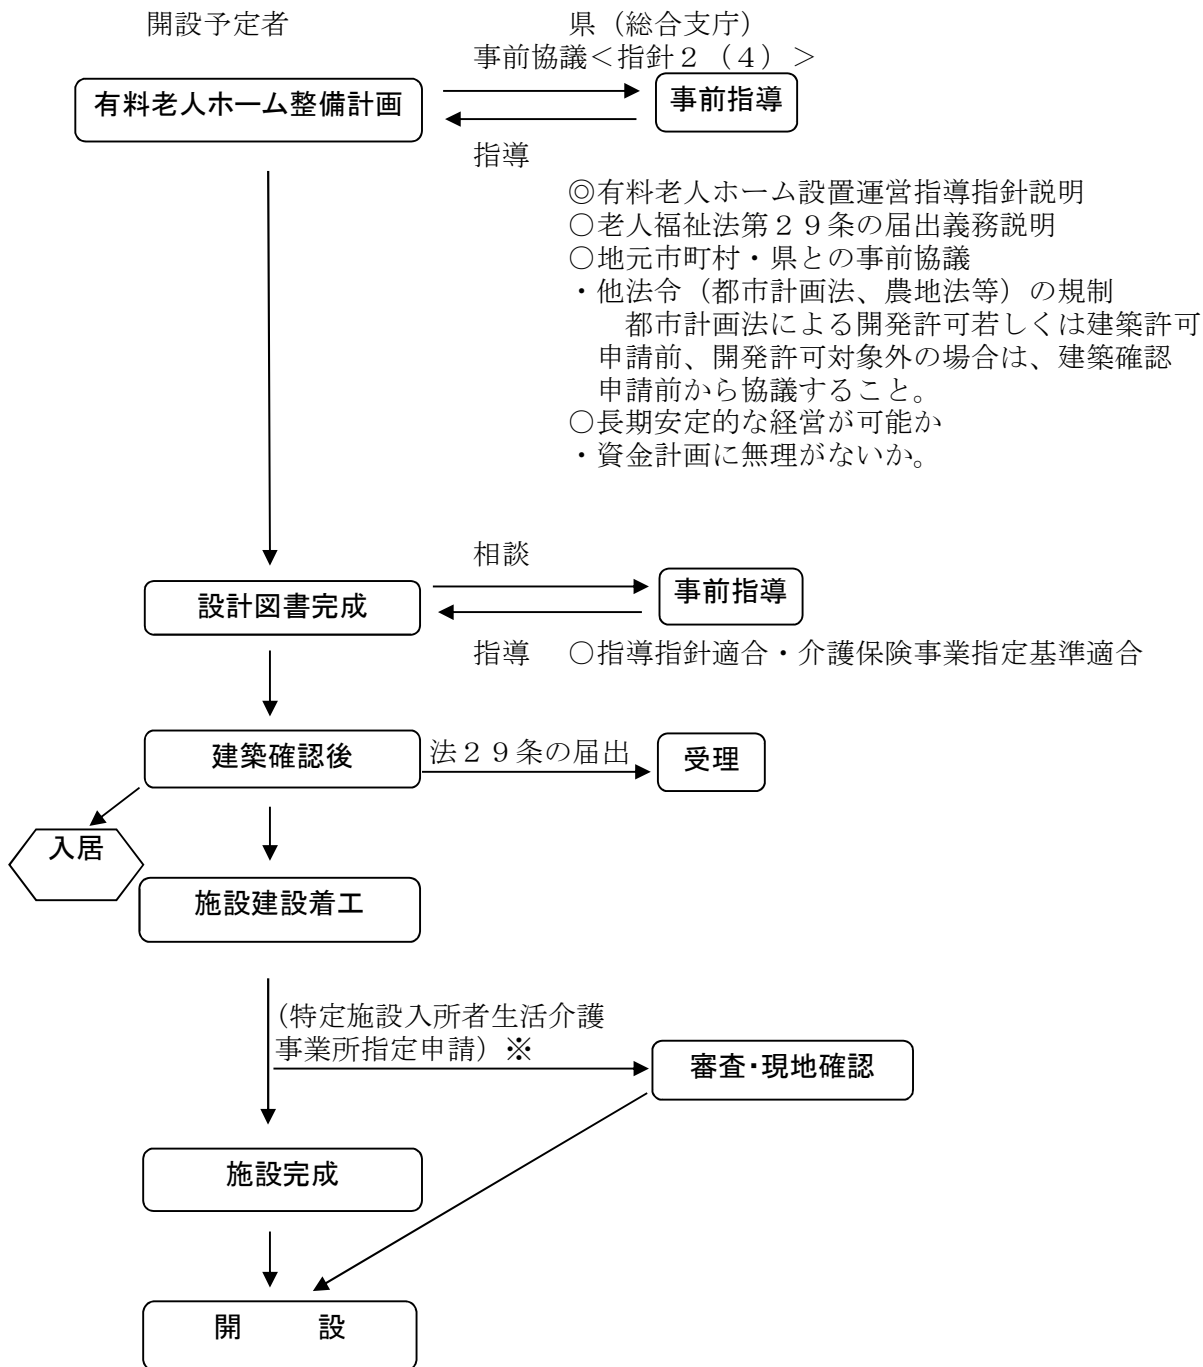 開設予定者
県（総合支庁）
事前協議＜指針２（４）＞
有料老人ホーム整備計画
事前指導
指導
◎有料老人ホーム設置運営指導指針説明
○老人福祉法第２９条の届出義務説明
○地元市町村・県との事前協議
・他法令（都市計画法、農地法等）の規制
都市計画法による開発許可若しくは建築許可
申請前、開発許可対象外の場合は、建築確認
申請前から協議すること。
○長期安定的な経営が可能か
・資金計画に無理がないか。
相談
設計図書完成
事前指導
指導　○指導指針適合・介護保険事業指定基準適合
建築確認後
法２９条の届出
受理
入居
施設建設着工
（特定施設入所者生活介護
事業所指定申請）※
審査・現地確認
施設完成
開　　設